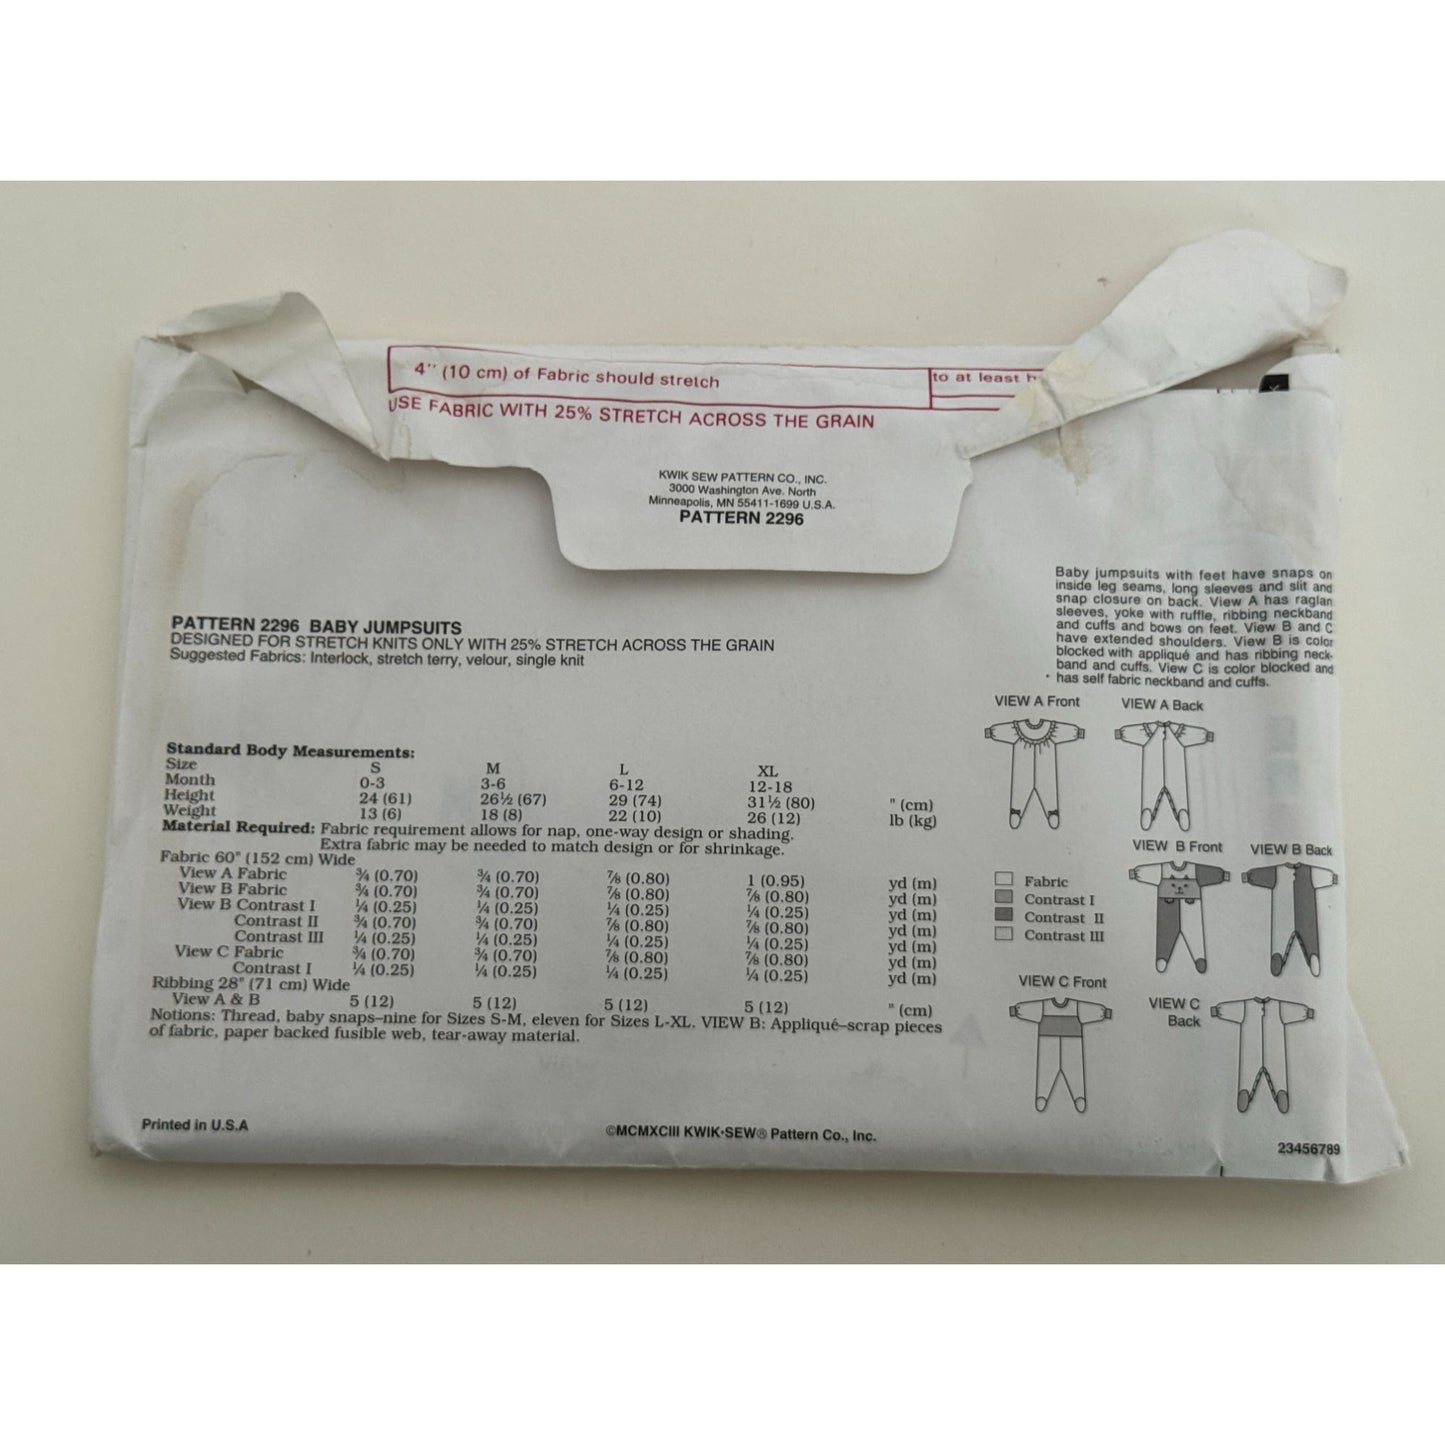 4" (10 cm) of Fabric should stretch
to at least
USE FABRIC WITH 25% STRETCH ACROSS THE GRAIN
KWIK SEW PATTERN CO., INC.
3000 Washington Ave. North
Minneapolis, MN 55411-1699 U.S.A.
PATTERN 2296
Baby jumpsuits with feet have snaps on
inside leg seams, long sleeves and slit and
snap closure on back. View A has raglan
sleeves, yoke with ruffle, ribbing neckband
and cuffs and bows on feet. View B and C
have extended shoulders. View B is color
blocked with appliqué and has ribbing neck-
band and cuffs. View C is color blocked and
has self fabric neckband and cuffs.
PATTERN 2296 BABY JUMPSUITS
DESIGNED FOR STRETCH KNITS ONLY WITH 25% STRETCH ACROSS THE GRAIN
Suggested Fabrics: Interlock, stretch terry, velour, single knit
Standard Body Measurements:
Size S M L XL
Month 0-3 3-6 6-12 12-18
Height 24 (61) 26½ (67) 29 (74) 31½ (80) " (cm)
Weight 13 (6) 18 (8) 22 (10) 26 (12) lb (kg)
Material Required: Fabric requirement allows for nap, one-way design or shading.
Extra fabric may be needed to match design or for shrinkage.
Fabric 60" (152 cm) Wide
View A Fabric ¾ (0.70) ¾ (0.70) ⅞ (0.80) 1 (0.95) yd (m)
View B Fabric ¾ (0.70) ¾ (0.70) ⅞ (0.80) ⅞ (0.80) yd (m)
View B Contrast I ¼ (0.25) ¼ (0.25) ¼ (0.25) ¼ (0.25) yd (m)
Contrast II ¾ (0.70) ¾ (0.70) ⅞ (0.80) ⅞ (0.80) yd (m)
Contrast III ¼ (0.25) ¼ (0.25) ¼ (0.25) ¼ (0.25) yd (m)
View C Fabric ¾ (0.70) ¾ (0.70) ⅞ (0.80) ⅞ (0.80) yd (m)
Contrast I ¼ (0.25) ¼ (0.25) ¼ (0.25) ¼ (0.25) yd (m)
Ribbing 28" (71 cm) Wide
View A & B 5 (12) 5 (12) 5 (12) 5 (12) " (cm)
Notions: Thread, baby snaps–nine for Sizes S-M, eleven for Sizes L-XL. VIEW B: Appliqué–scrap pieces
of fabric, paper backed fusible web, tear-away material.
VIEW A Front
VIEW A Back
VIEW B Front
VIEW B Back
Fabric
Contrast I
Contrast II
Contrast III
VIEW C Front
VIEW C
Back
Printed in U.S.A
©MCMXCIII KWIK•SEW® Pattern Co., Inc.
23456789